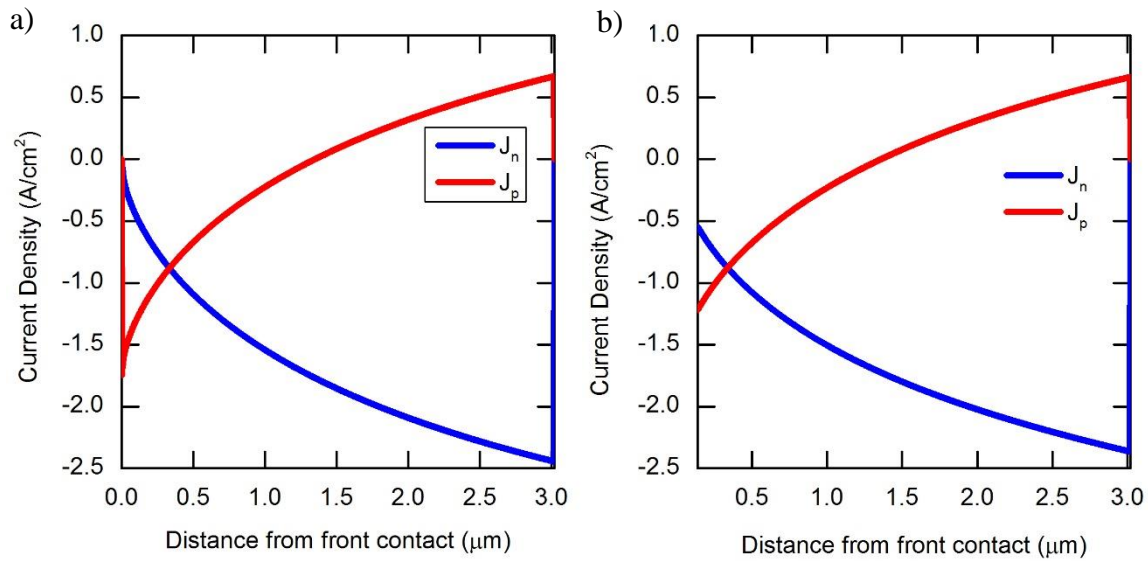 a)
1.0
0.5
0.0
-0.5
-1.0
-1.5
-2.0
-2.5
Current Density (A/cm²)
Jₙ
Jₚ
0.0 0.5 1.0 1.5 2.0 2.5 3.0
Distance from front contact (μm)
b)
1.0
0.5
0.0
-0.5
-1.0
-1.5
-2.0
-2.5
Current Density (A/cm²)
Jₙ
Jₚ
0.5 1.0 1.5 2.0 2.5 3.0
Distance from front contact (μm)